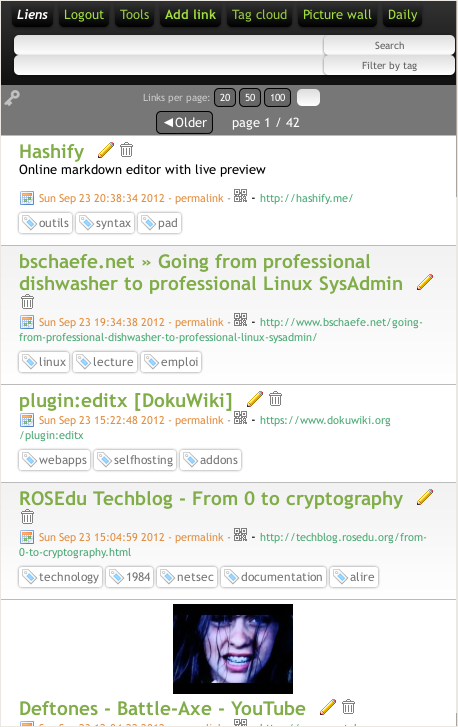 Liens Logout Tools Add link Tag cloud Picture wall Daily
Search
Filter by tag
Links per page: 20 50 100
◄Older page 1 / 42
Hashify
Online markdown editor with live preview
Sun Sep 23 20:38:34 2012 - permalink - - http://hashify.me/
outils syntax pad
bschaefe.net » Going from professional
dishwasher to professional Linux SysAdmin
Sun Sep 23 19:34:38 2012 - permalink - - http://www.bschaefe.net/going-
from-professional-dishwasher-to-professional-linux-sysadmin/
linux lecture emploi
plugin:editx [DokuWiki]
Sun Sep 23 15:22:48 2012 - permalink - - https://www.dokuwiki.org
/plugin:editx
webapps selfhosting addons
ROSEdu Techblog - From 0 to cryptography
Sun Sep 23 15:04:59 2012 - permalink - - http://techblog.rosedu.org/from-
0-to-cryptography.html
technology 1984 netsec documentation alire
Deftones - Battle-Axe - YouTube